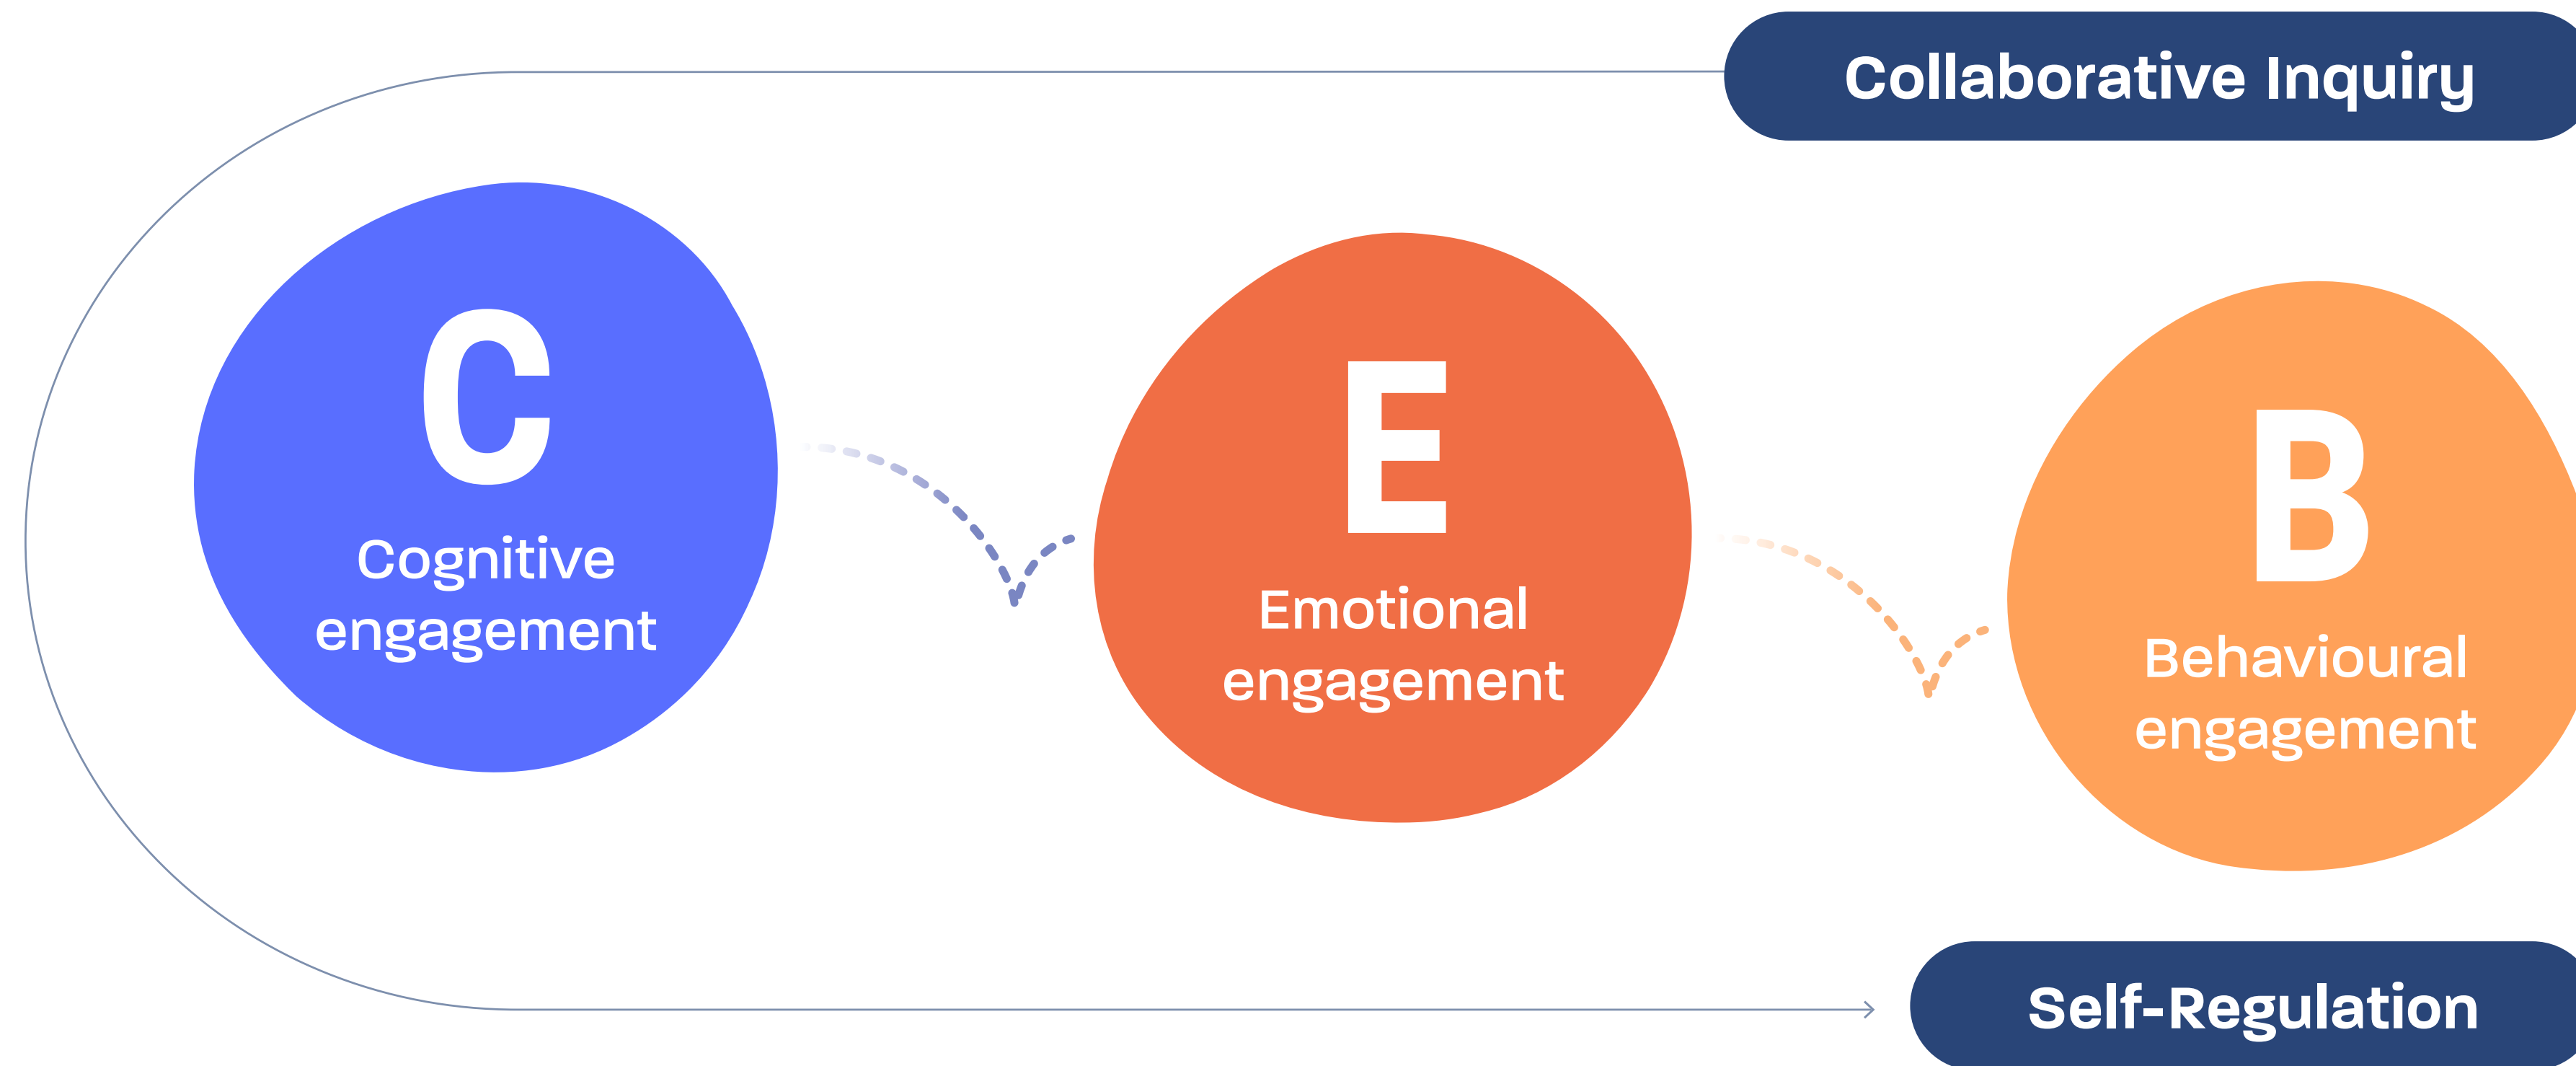 Collaborative Inquiry
C
Cognitive
engagement
E
Emotional
engagement
B
Behavioural
engagement
Self-Regulation